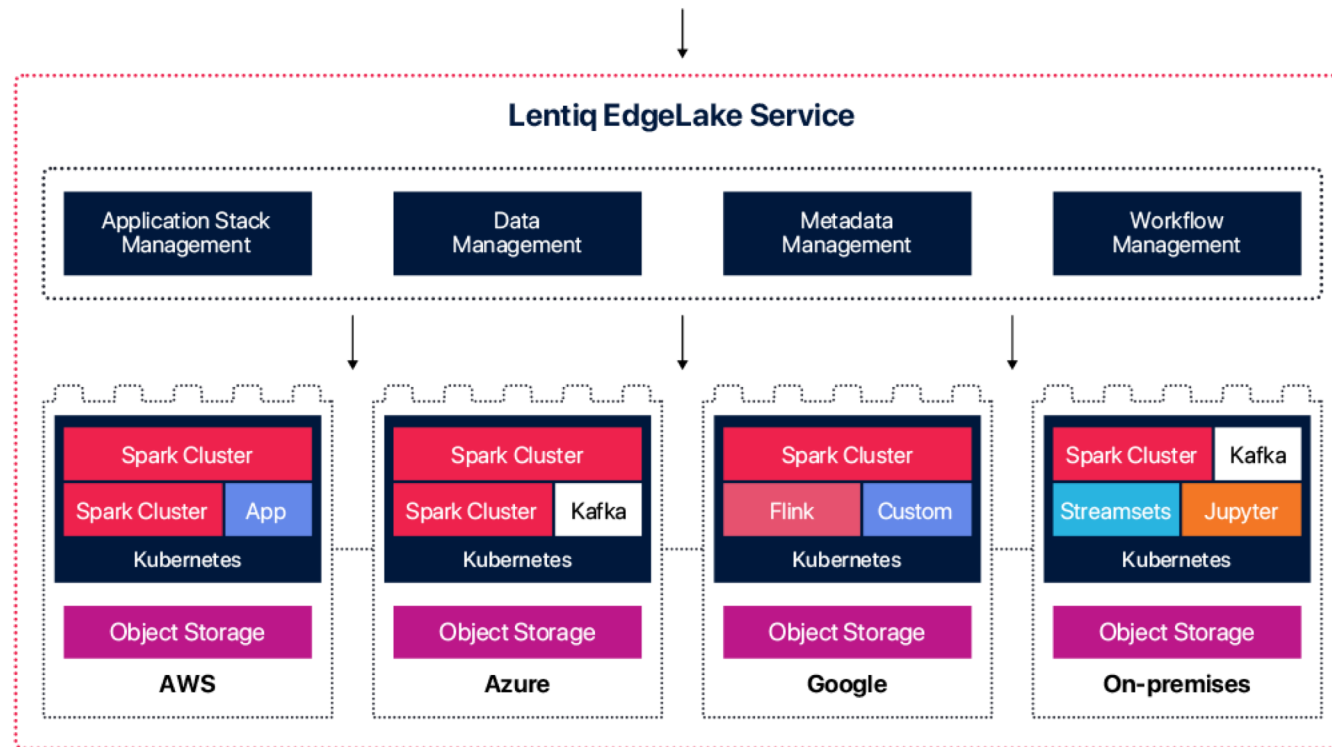 Lentiq EdgeLake Service
Application Stack
Management
Data
Management
Metadata
Management
Workflow
Management
Spark Cluster
Spark Cluster
App
Kubernetes
Object Storage
AWS
Spark Cluster
Spark Cluster
Kafka
Kubernetes
Object Storage
Azure
Spark Cluster
Flink
Custom
Kubernetes
Object Storage
Google
Spark Cluster
Kafka
Streamsets
Jupyter
Kubernetes
Object Storage
On-premises